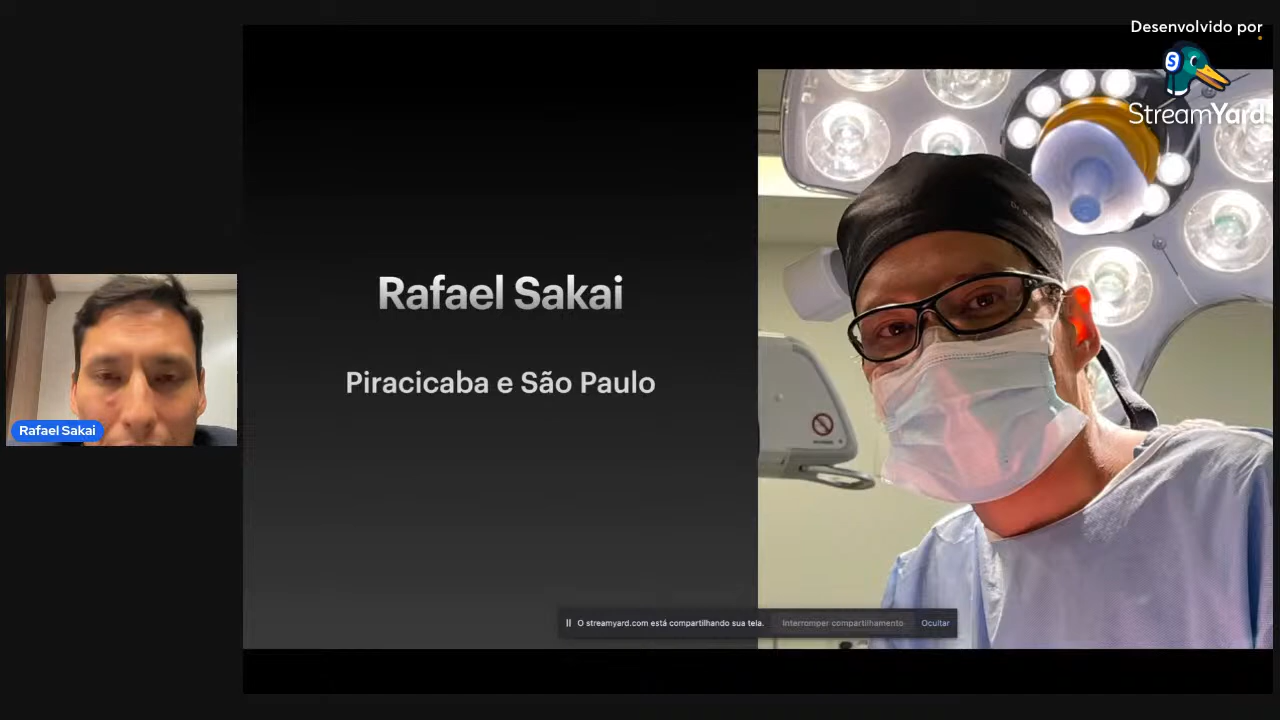 Desenvolvido por
S
StreamYard
Rafael Sakai
Piracicaba e São Paulo
Rafael Sakai
O streamyard.com está compartilhando sua tela.
Interromper compartilhamento
Ocultar